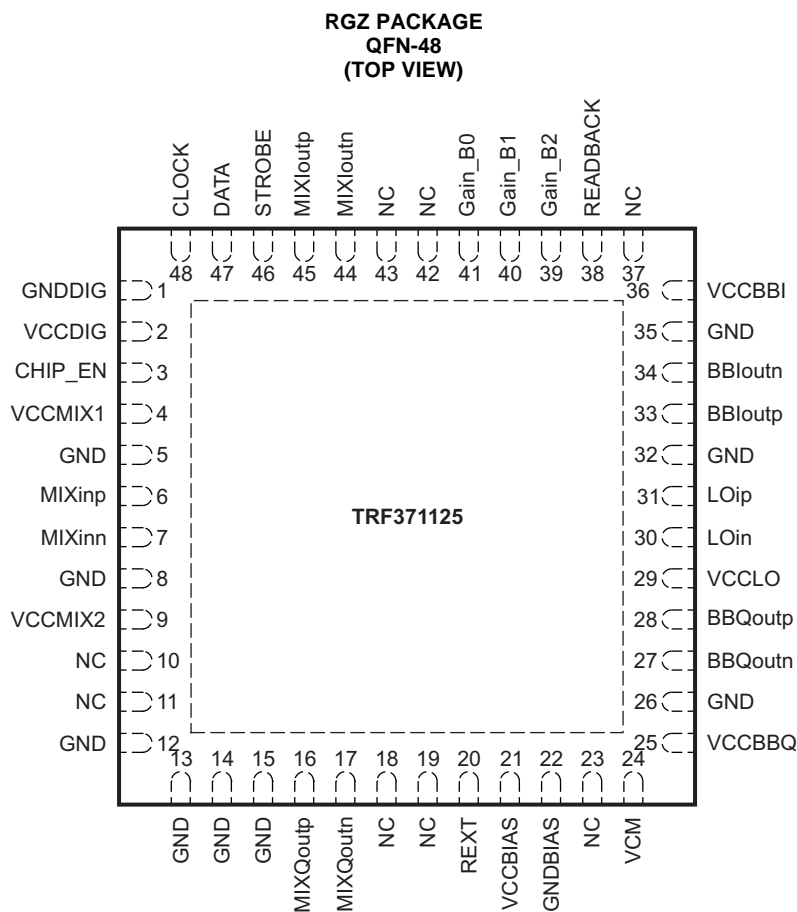 RGZ PACKAGE
QFN-48
(TOP VIEW)
CLOCK
DATA
STROBE
MIXIoutp
MIXIoutn
NC
NC
Gain_B0
Gain_B1
Gain_B2
READBACK
NC
48 47 46 45 44 43 42 41 40 39 38 37
GNDDIG 1
VCCDIG 2
CHIP_EN 3
VCCMIX1 4
GND 5
MIXinp 6
MIXinn 7
GND 8
VCCMIX2 9
NC 10
NC 11
GND 12
TRF371125
36 VCCBBI
35 GND
34 BBIoutn
33 BBIoutp
32 GND
31 LOip
30 LOin
29 VCCLO
28 BBQoutp
27 BBQoutn
26 GND
25 VCCBBQ
13 14 15 16 17 18 19 20 21 22 23 24
GND
GND
GND
MIXQoutp
MIXQoutn
NC
NC
REXT
VCCBIAS
GNDBIAS
NC
VCM